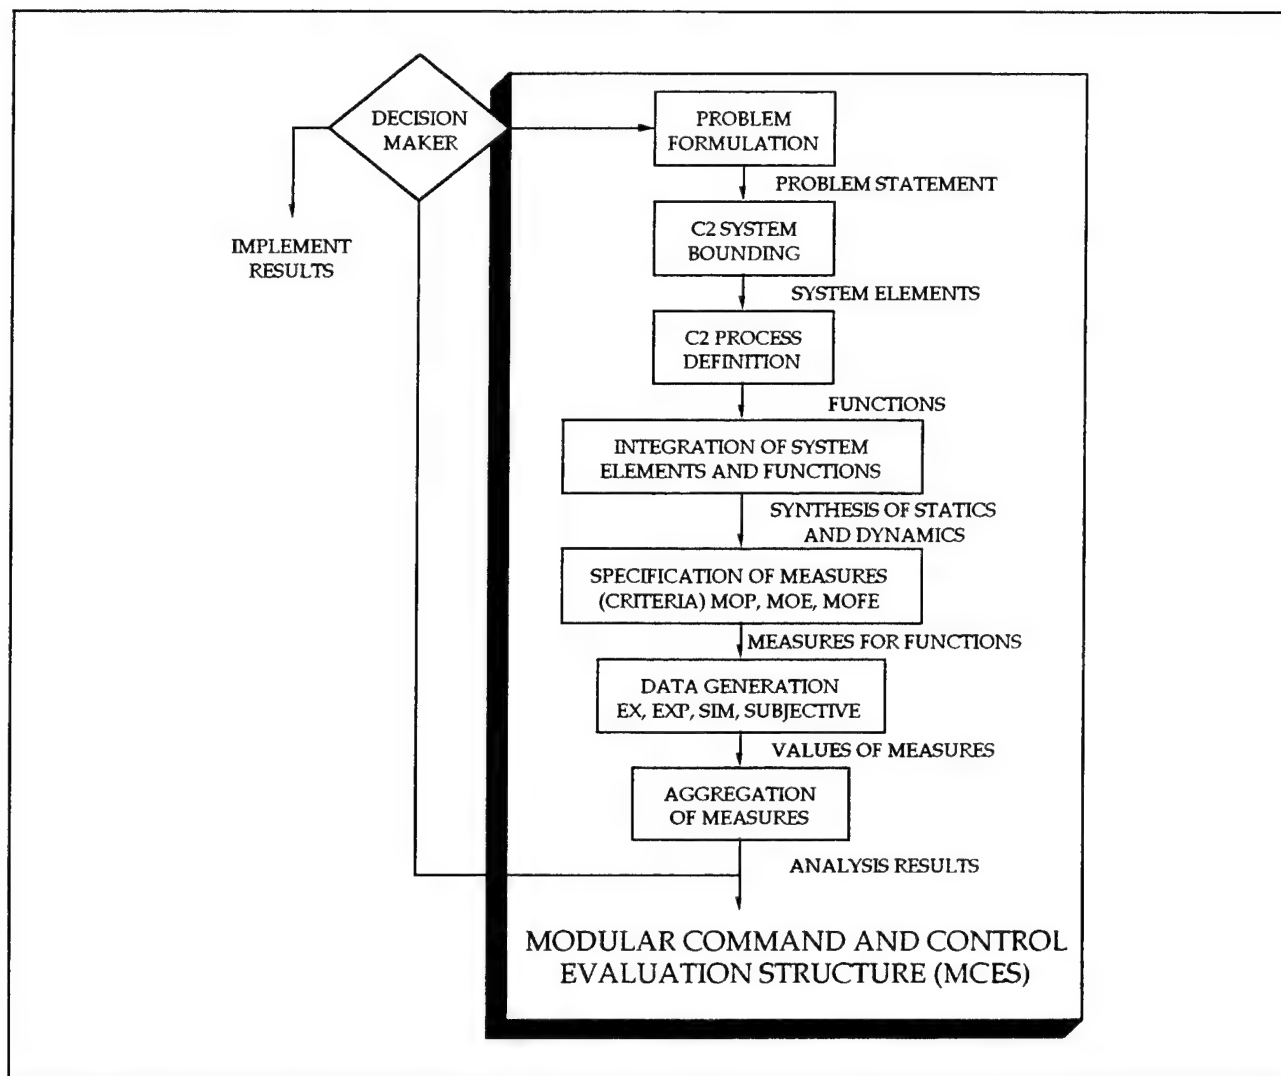 DECISION
MAKER
IMPLEMENT
RESULTS
PROBLEM
FORMULATION
PROBLEM STATEMENT
C2 SYSTEM
BOUNDING
SYSTEM ELEMENTS
C2 PROCESS
DEFINITION
FUNCTIONS
INTEGRATION OF SYSTEM
ELEMENTS AND FUNCTIONS
SYNTHESIS OF STATICS
AND DYNAMICS
SPECIFICATION OF MEASURES
(CRITERIA) MOP, MOE, MOFE
MEASURES FOR FUNCTIONS
DATA GENERATION
EX, EXP, SIM, SUBJECTIVE
VALUES OF MEASURES
AGGREGATION
OF MEASURES
ANALYSIS RESULTS
MODULAR COMMAND AND CONTROL
EVALUATION STRUCTURE (MCES)